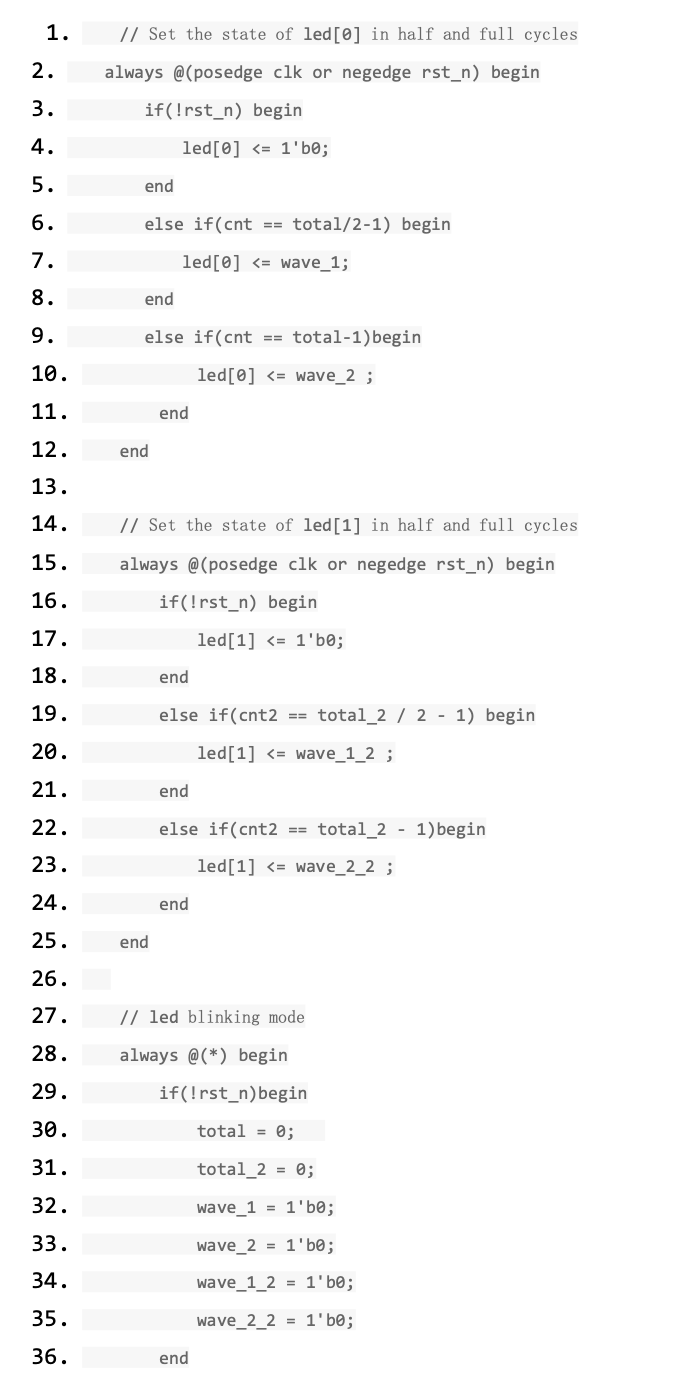 1. // Set the state of led[0] in half and full cycles
2. always @(posedge clk or negedge rst_n) begin
3. if(!rst_n) begin
4. led[0] <= 1'b0;
5. end
6. else if(cnt == total/2-1) begin
7. led[0] <= wave_1;
8. end
9. else if(cnt == total-1)begin
10. led[0] <= wave_2 ;
11. end
12. end
13.
14. // Set the state of led[1] in half and full cycles
15. always @(posedge clk or negedge rst_n) begin
16. if(!rst_n) begin
17. led[1] <= 1'b0;
18. end
19. else if(cnt2 == total_2 / 2 - 1) begin
20. led[1] <= wave_1_2 ;
21. end
22. else if(cnt2 == total_2 - 1)begin
23. led[1] <= wave_2_2 ;
24. end
25. end
26.
27. // led blinking mode
28. always @(*) begin
29. if(!rst_n)begin
30. total = 0;
31. total_2 = 0;
32. wave_1 = 1'b0;
33. wave_2 = 1'b0;
34. wave_1_2 = 1'b0;
35. wave_2_2 = 1'b0;
36. end